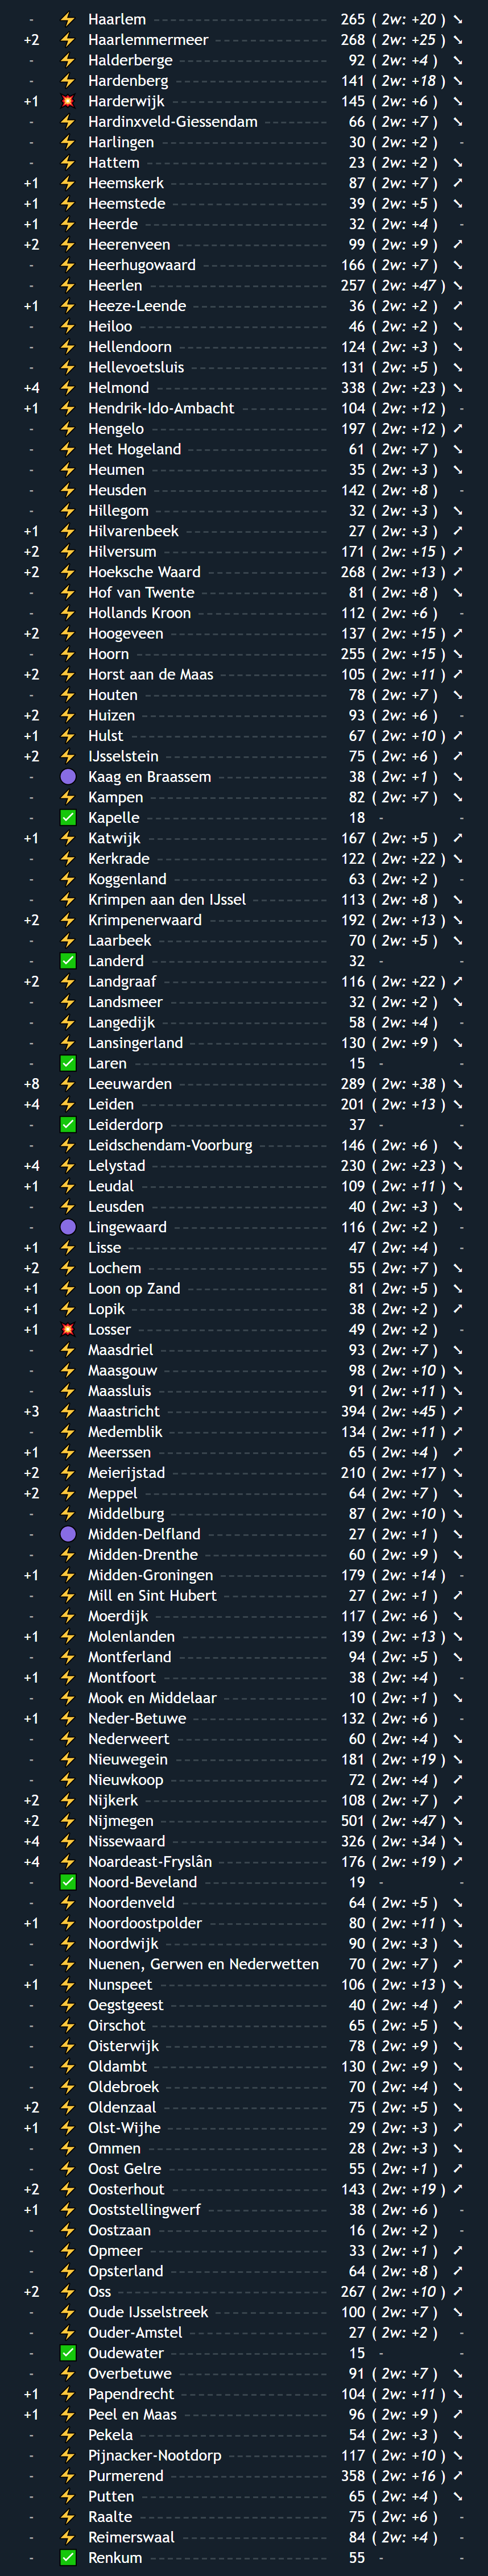 - ⚡ Haarlem 265 ( 2w: +20 ) ➘
+2 ⚡ Haarlemmermeer 268 ( 2w: +25 ) ➘
- ⚡ Halderberge 92 ( 2w: +4 ) ➘
- ⚡ Hardenberg 141 ( 2w: +18 ) ➘
+1 💥 Harderwijk 145 ( 2w: +6 ) ➘
- ⚡ Hardinxveld-Giessendam 66 ( 2w: +7 ) ➘
- ⚡ Harlingen 30 ( 2w: +2 ) -
- ⚡ Hattem 23 ( 2w: +2 ) ➘
+1 ⚡ Heemskerk 87 ( 2w: +7 ) ➚
+1 ⚡ Heemstede 39 ( 2w: +5 ) ➘
+1 ⚡ Heerde 32 ( 2w: +4 ) -
+2 ⚡ Heerenveen 99 ( 2w: +9 ) ➚
- ⚡ Heerhugowaard 166 ( 2w: +7 ) ➘
- ⚡ Heerlen 257 ( 2w: +47 ) ➘
+1 ⚡ Heeze-Leende 36 ( 2w: +2 ) ➚
- ⚡ Heiloo 46 ( 2w: +2 ) ➘
- ⚡ Hellendoorn 124 ( 2w: +3 ) ➘
- ⚡ Hellevoetsluis 131 ( 2w: +5 ) ➘
+4 ⚡ Helmond 338 ( 2w: +23 ) ➘
+1 ⚡ Hendrik-Ido-Ambacht 104 ( 2w: +12 ) -
- ⚡ Hengelo 197 ( 2w: +12 ) ➚
- ⚡ Het Hogeland 61 ( 2w: +7 ) ➘
- ⚡ Heumen 35 ( 2w: +3 ) ➘
- ⚡ Heusden 142 ( 2w: +8 ) -
- ⚡ Hillegom 32 ( 2w: +3 ) ➘
+1 ⚡ Hilvarenbeek 27 ( 2w: +3 ) ➚
+2 ⚡ Hilversum 171 ( 2w: +15 ) ➚
+2 ⚡ Hoeksche Waard 268 ( 2w: +13 ) ➚
- ⚡ Hof van Twente 81 ( 2w: +8 ) ➘
- ⚡ Hollands Kroon 112 ( 2w: +6 ) -
+2 ⚡ Hoogeveen 137 ( 2w: +15 ) ➚
- ⚡ Hoorn 255 ( 2w: +15 ) ➘
+2 ⚡ Horst aan de Maas 105 ( 2w: +11 ) ➚
- ⚡ Houten 78 ( 2w: +7 ) ➘
+2 ⚡ Huizen 93 ( 2w: +6 ) -
+1 ⚡ Hulst 67 ( 2w: +10 ) ➚
+2 ⚡ IJsselstein 75 ( 2w: +6 ) ➚
- 🟣 Kaag en Braassem 38 ( 2w: +1 ) ➘
- ⚡ Kampen 82 ( 2w: +7 ) ➘
- ✅ Kapelle 18 - -
+1 ⚡ Katwijk 167 ( 2w: +5 ) ➚
- ⚡ Kerkrade 122 ( 2w: +22 ) ➘
- ⚡ Koggenland 63 ( 2w: +2 ) -
- ⚡ Krimpen aan den IJssel 113 ( 2w: +8 ) ➘
+2 ⚡ Krimpenerwaard 192 ( 2w: +13 ) ➘
- ⚡ Laarbeek 70 ( 2w: +5 ) ➘
- ✅ Landerd 32 - -
+2 ⚡ Landgraaf 116 ( 2w: +22 ) ➚
- ⚡ Landsmeer 32 ( 2w: +2 ) ➘
- ⚡ Langedijk 58 ( 2w: +4 ) -
- ⚡ Lansingerland 130 ( 2w: +9 ) ➘
- ✅ Laren 15 - -
+8 ⚡ Leeuwarden 289 ( 2w: +38 ) ➘
+4 ⚡ Leiden 201 ( 2w: +13 ) ➘
- ✅ Leiderdorp 37 - -
- ⚡ Leidschendam-Voorburg 146 ( 2w: +6 ) ➘
+4 ⚡ Lelystad 230 ( 2w: +23 ) ➘
+1 ⚡ Leudal 109 ( 2w: +11 ) ➘
- ⚡ Leusden 40 ( 2w: +3 ) ➘
- 🟣 Lingewaard 116 ( 2w: +2 ) -
+1 ⚡ Lisse 47 ( 2w: +4 ) -
+2 ⚡ Lochem 55 ( 2w: +7 ) ➘
+1 ⚡ Loon op Zand 81 ( 2w: +5 ) ➘
+1 ⚡ Lopik 38 ( 2w: +2 ) ➚
+1 💥 Losser 49 ( 2w: +2 ) -
- ⚡ Maasdriel 93 ( 2w: +7 ) ➘
- ⚡ Maasgouw 98 ( 2w: +10 ) ➘
- ⚡ Maassluis 91 ( 2w: +11 ) ➘
+3 ⚡ Maastricht 394 ( 2w: +45 ) ➚
- ⚡ Medemblik 134 ( 2w: +11 ) ➚
+1 ⚡ Meerssen 65 ( 2w: +4 ) ➚
+2 ⚡ Meierijstad 210 ( 2w: +17 ) ➘
+2 ⚡ Meppel 64 ( 2w: +7 ) ➘
- ⚡ Middelburg 87 ( 2w: +10 ) ➘
- 🟣 Midden-Delfland 27 ( 2w: +1 ) ➘
- ⚡ Midden-Drenthe 60 ( 2w: +9 ) ➘
+1 ⚡ Midden-Groningen 179 ( 2w: +14 ) -
- ⚡ Mill en Sint Hubert 27 ( 2w: +1 ) ➚
- ⚡ Moerdijk 117 ( 2w: +6 ) ➘
+1 ⚡ Molenlanden 139 ( 2w: +13 ) ➘
- ⚡ Montferland 94 ( 2w: +5 ) ➘
+1 ⚡ Montfoort 38 ( 2w: +4 ) -
- ⚡ Mook en Middelaar 10 ( 2w: +1 ) ➘
+1 ⚡ Neder-Betuwe 132 ( 2w: +6 ) -
- ⚡ Nederweert 60 ( 2w: +4 ) ➘
- ⚡ Nieuwegein 181 ( 2w: +19 ) ➘
- ⚡ Nieuwkoop 72 ( 2w: +4 ) ➚
+2 ⚡ Nijkerk 108 ( 2w: +7 ) ➚
+2 ⚡ Nijmegen 501 ( 2w: +47 ) ➘
+4 ⚡ Nissewaard 326 ( 2w: +34 ) ➘
+4 ⚡ Noardeast-Fryslân 176 ( 2w: +19 ) ➚
- ✅ Noord-Beveland 19 - -
- ⚡ Noordenveld 64 ( 2w: +5 ) ➘
+1 ⚡ Noordoostpolder 80 ( 2w: +11 ) ➘
- ⚡ Noordwijk 90 ( 2w: +3 ) ➘
- ⚡ Nuenen, Gerwen en Nederwetten 70 ( 2w: +7 ) ➚
+1 ⚡ Nunspeet 106 ( 2w: +13 ) ➘
- ⚡ Oegstgeest 40 ( 2w: +4 ) ➚
- ⚡ Oirschot 65 ( 2w: +5 ) ➘
- ⚡ Oisterwijk 78 ( 2w: +9 ) ➘
- ⚡ Oldambt 130 ( 2w: +9 ) ➘
- ⚡ Oldebroek 70 ( 2w: +4 ) ➘
+2 ⚡ Oldenzaal 75 ( 2w: +5 ) ➘
+1 ⚡ Olst-Wijhe 29 ( 2w: +3 ) ➚
- ⚡ Ommen 28 ( 2w: +3 ) ➘
- ⚡ Oost Gelre 55 ( 2w: +1 ) ➚
+2 ⚡ Oosterhout 143 ( 2w: +19 ) ➚
+1 ⚡ Ooststellingwerf 38 ( 2w: +6 ) -
- ⚡ Oostzaan 16 ( 2w: +2 ) -
- ⚡ Opmeer 33 ( 2w: +1 ) ➚
- ⚡ Opsterland 64 ( 2w: +8 ) ➚
+2 ⚡ Oss 267 ( 2w: +10 ) ➚
- ⚡ Oude IJsselstreek 100 ( 2w: +7 ) ➘
- ⚡ Ouder-Amstel 27 ( 2w: +2 ) -
- ✅ Oudewater 15 - -
- ⚡ Overbetuwe 91 ( 2w: +7 ) ➘
+1 ⚡ Papendrecht 104 ( 2w: +11 ) ➘
+1 ⚡ Peel en Maas 96 ( 2w: +9 ) ➚
- ⚡ Pekela 54 ( 2w: +3 ) ➘
- ⚡ Pijnacker-Nootdorp 117 ( 2w: +10 ) ➘
- ⚡ Purmerend 358 ( 2w: +16 ) ➚
- ⚡ Putten 65 ( 2w: +4 ) ➘
- ⚡ Raalte 75 ( 2w: +6 ) -
- ⚡ Reimerswaal 84 ( 2w: +4 ) -
- ✅ Renkum 55 - -